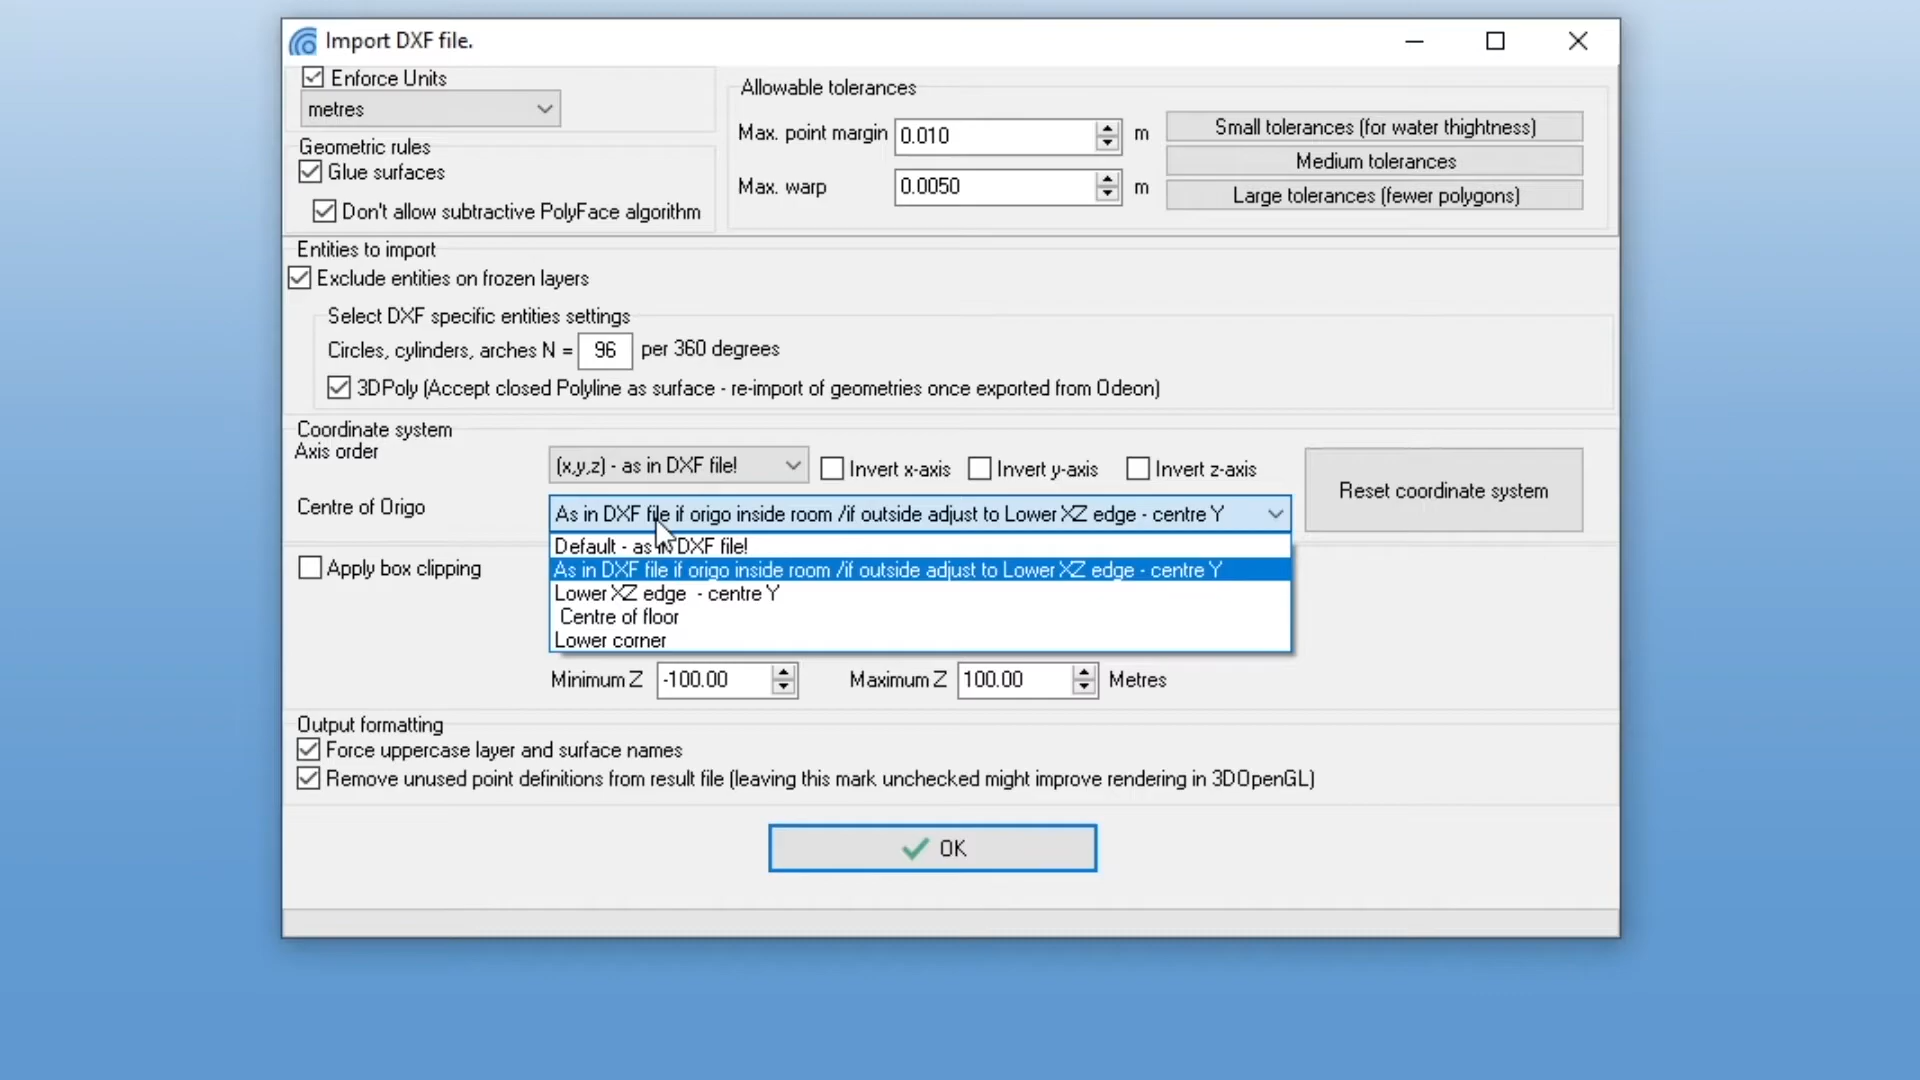 Import DXF file.
Enforce Units
metres
Geometric rules
Glue surfaces
Don't allow subtractive PolyFace algorithm
Allowable tolerances
Max. point margin 0.010 m
Max. warp 0.0050 m
Small tolerances (for water thightness)
Medium tolerances
Large tolerances (fewer polygons)
Entities to import
Exclude entities on frozen layers
Select DXF specific entities settings
Circles, cylinders, arches N = 96 per 360 degrees
3DPoly (Accept closed Polyline as surface - re-import of geometries once exported from Odeon)
Coordinate system
Axis order (x,y,z) - as in DXF file! Invert x-axis Invert y-axis Invert z-axis
Reset coordinate system
Centre of Origo As in DXF file if origo inside room /if outside adjust to Lower XZ edge - centre Y
Default - as in DXF file!
As in DXF file if origo inside room /if outside adjust to Lower XZ edge - centre Y
Lower XZ edge - centre Y
Centre of floor
Lower corner
Apply box clipping
Minimum Z -100.00 Maximum Z 100.00 Metres
Output formatting
Force uppercase layer and surface names
Remove unused point definitions from result file (leaving this mark unchecked might improve rendering in 3DOpenGL)
OK